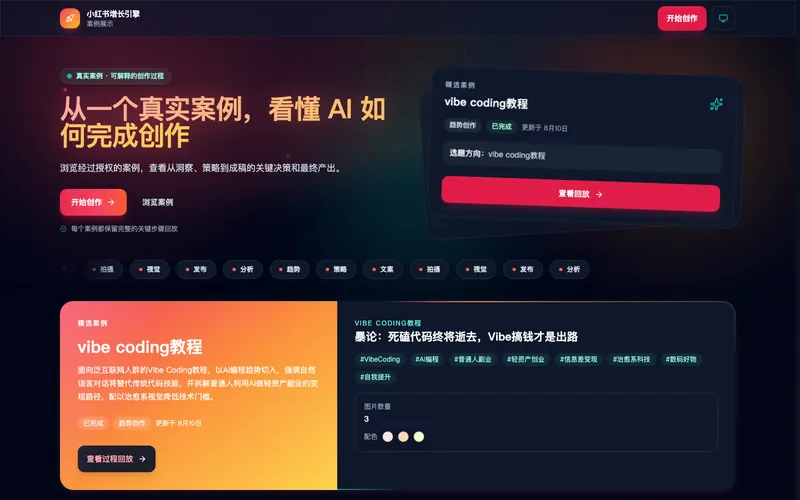 小红书增长引擎
案例展示
开始创作
真实案例 · 可解释的创作过程
从一个真实案例，看懂 AI 如
何完成创作
浏览经过授权的案例，查看从洞察、策略到成稿的关键决策和最终产出。
开始创作 →
浏览案例
每个案例都保留完整的关键步骤回放
精选案例
vibe coding教程
趋势创作
已完成
更新于 8月10日
选题方向：vibe coding教程
查看回放 →
拍摄
视觉
发布
分析
趋势
策略
文案
拍摄
视觉
发布
分析
精选案例
vibe coding教程
面向泛互联网人群的Vibe Coding教程，以AI编程趋势切入，强调自然
语言对话将替代传统代码技能，并拆解普通人利用AI做轻资产副业的变
现路径，配以治愈系视觉降低技术门槛。
已完成
趋势创作
更新于 8月10日
查看过程回放 →
VIBE CODING教程
暴论：死磕代码终将逝去，Vibe搞钱才是出路
#VibeCoding
#AI编程
#普通人副业
#轻资产创业
#信息差变现
#治愈系科技
#数码好物
#自我提升
图片数量
3
配色